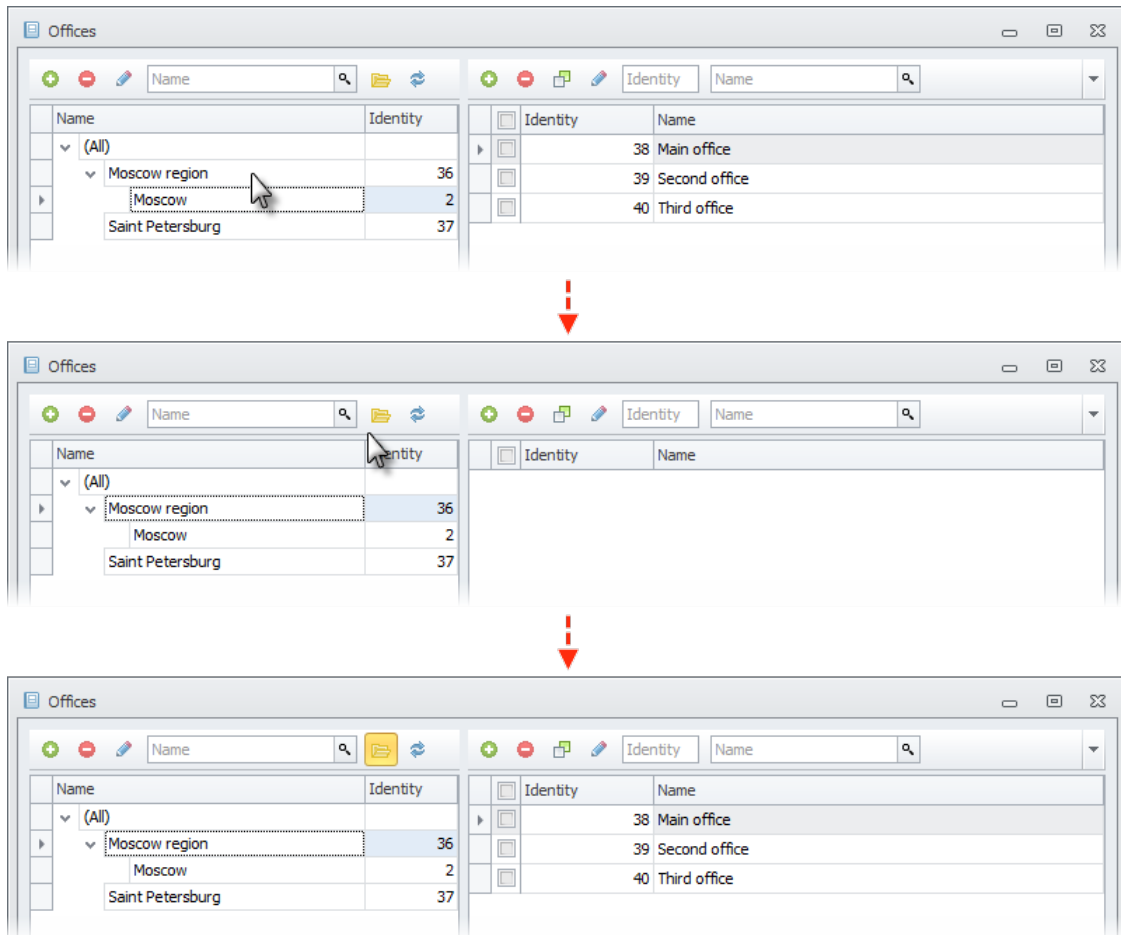 Offices
Name Identity Name
Name Identity Identity Name
(All) 38 Main office
Moscow region 36 39 Second office
Moscow 2 40 Third office
Saint Petersburg 37
Offices
Name Identity Name
Name entity Identity Name
(All)
Moscow region 36
Moscow 2
Saint Petersburg 37
Offices
Name Identity Name
Name Identity Identity Name
(All) 38 Main office
Moscow region 36 39 Second office
Moscow 2 40 Third office
Saint Petersburg 37